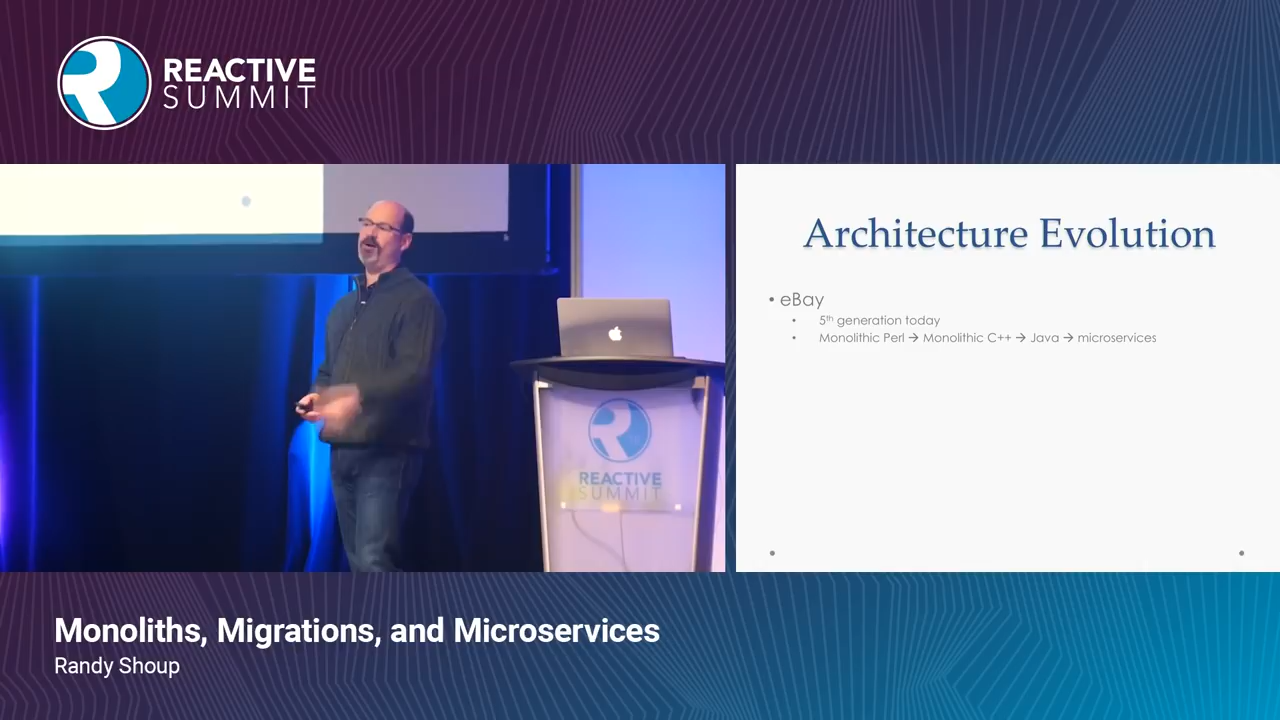 REACTIVE
SUMMIT
Architecture Evolution
• eBay
• 5th generation today
• Monolithic Perl → Monolithic C++ → Java → microservices
REACTIVE
SUMMIT
Monoliths, Migrations, and Microservices
Randy Shoup